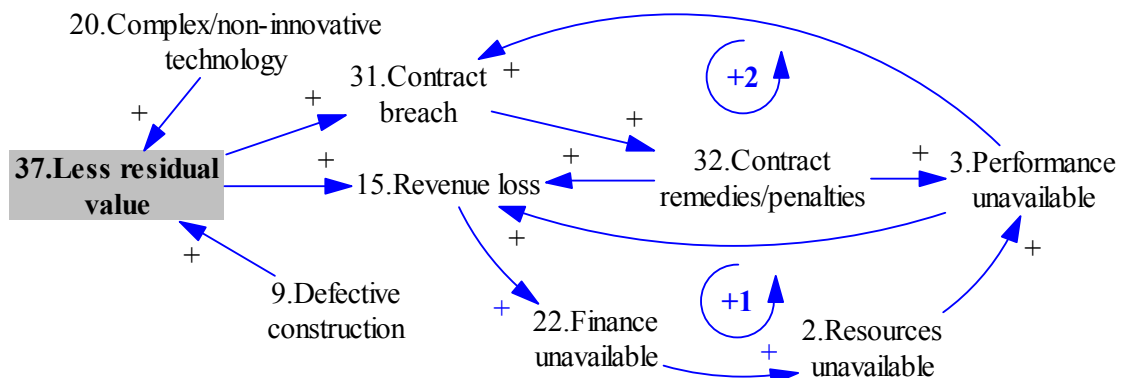 20.Complex/non-innovative
technology
+
31.Contract
breach
+
+
+2
+
37.Less residual
value
+
15.Revenue loss
+
32.Contract
remedies/penalties
+
3.Performance
unavailable
+
+
+
9.Defective
construction
+
22.Finance
unavailable
+1
+
2.Resources
unavailable